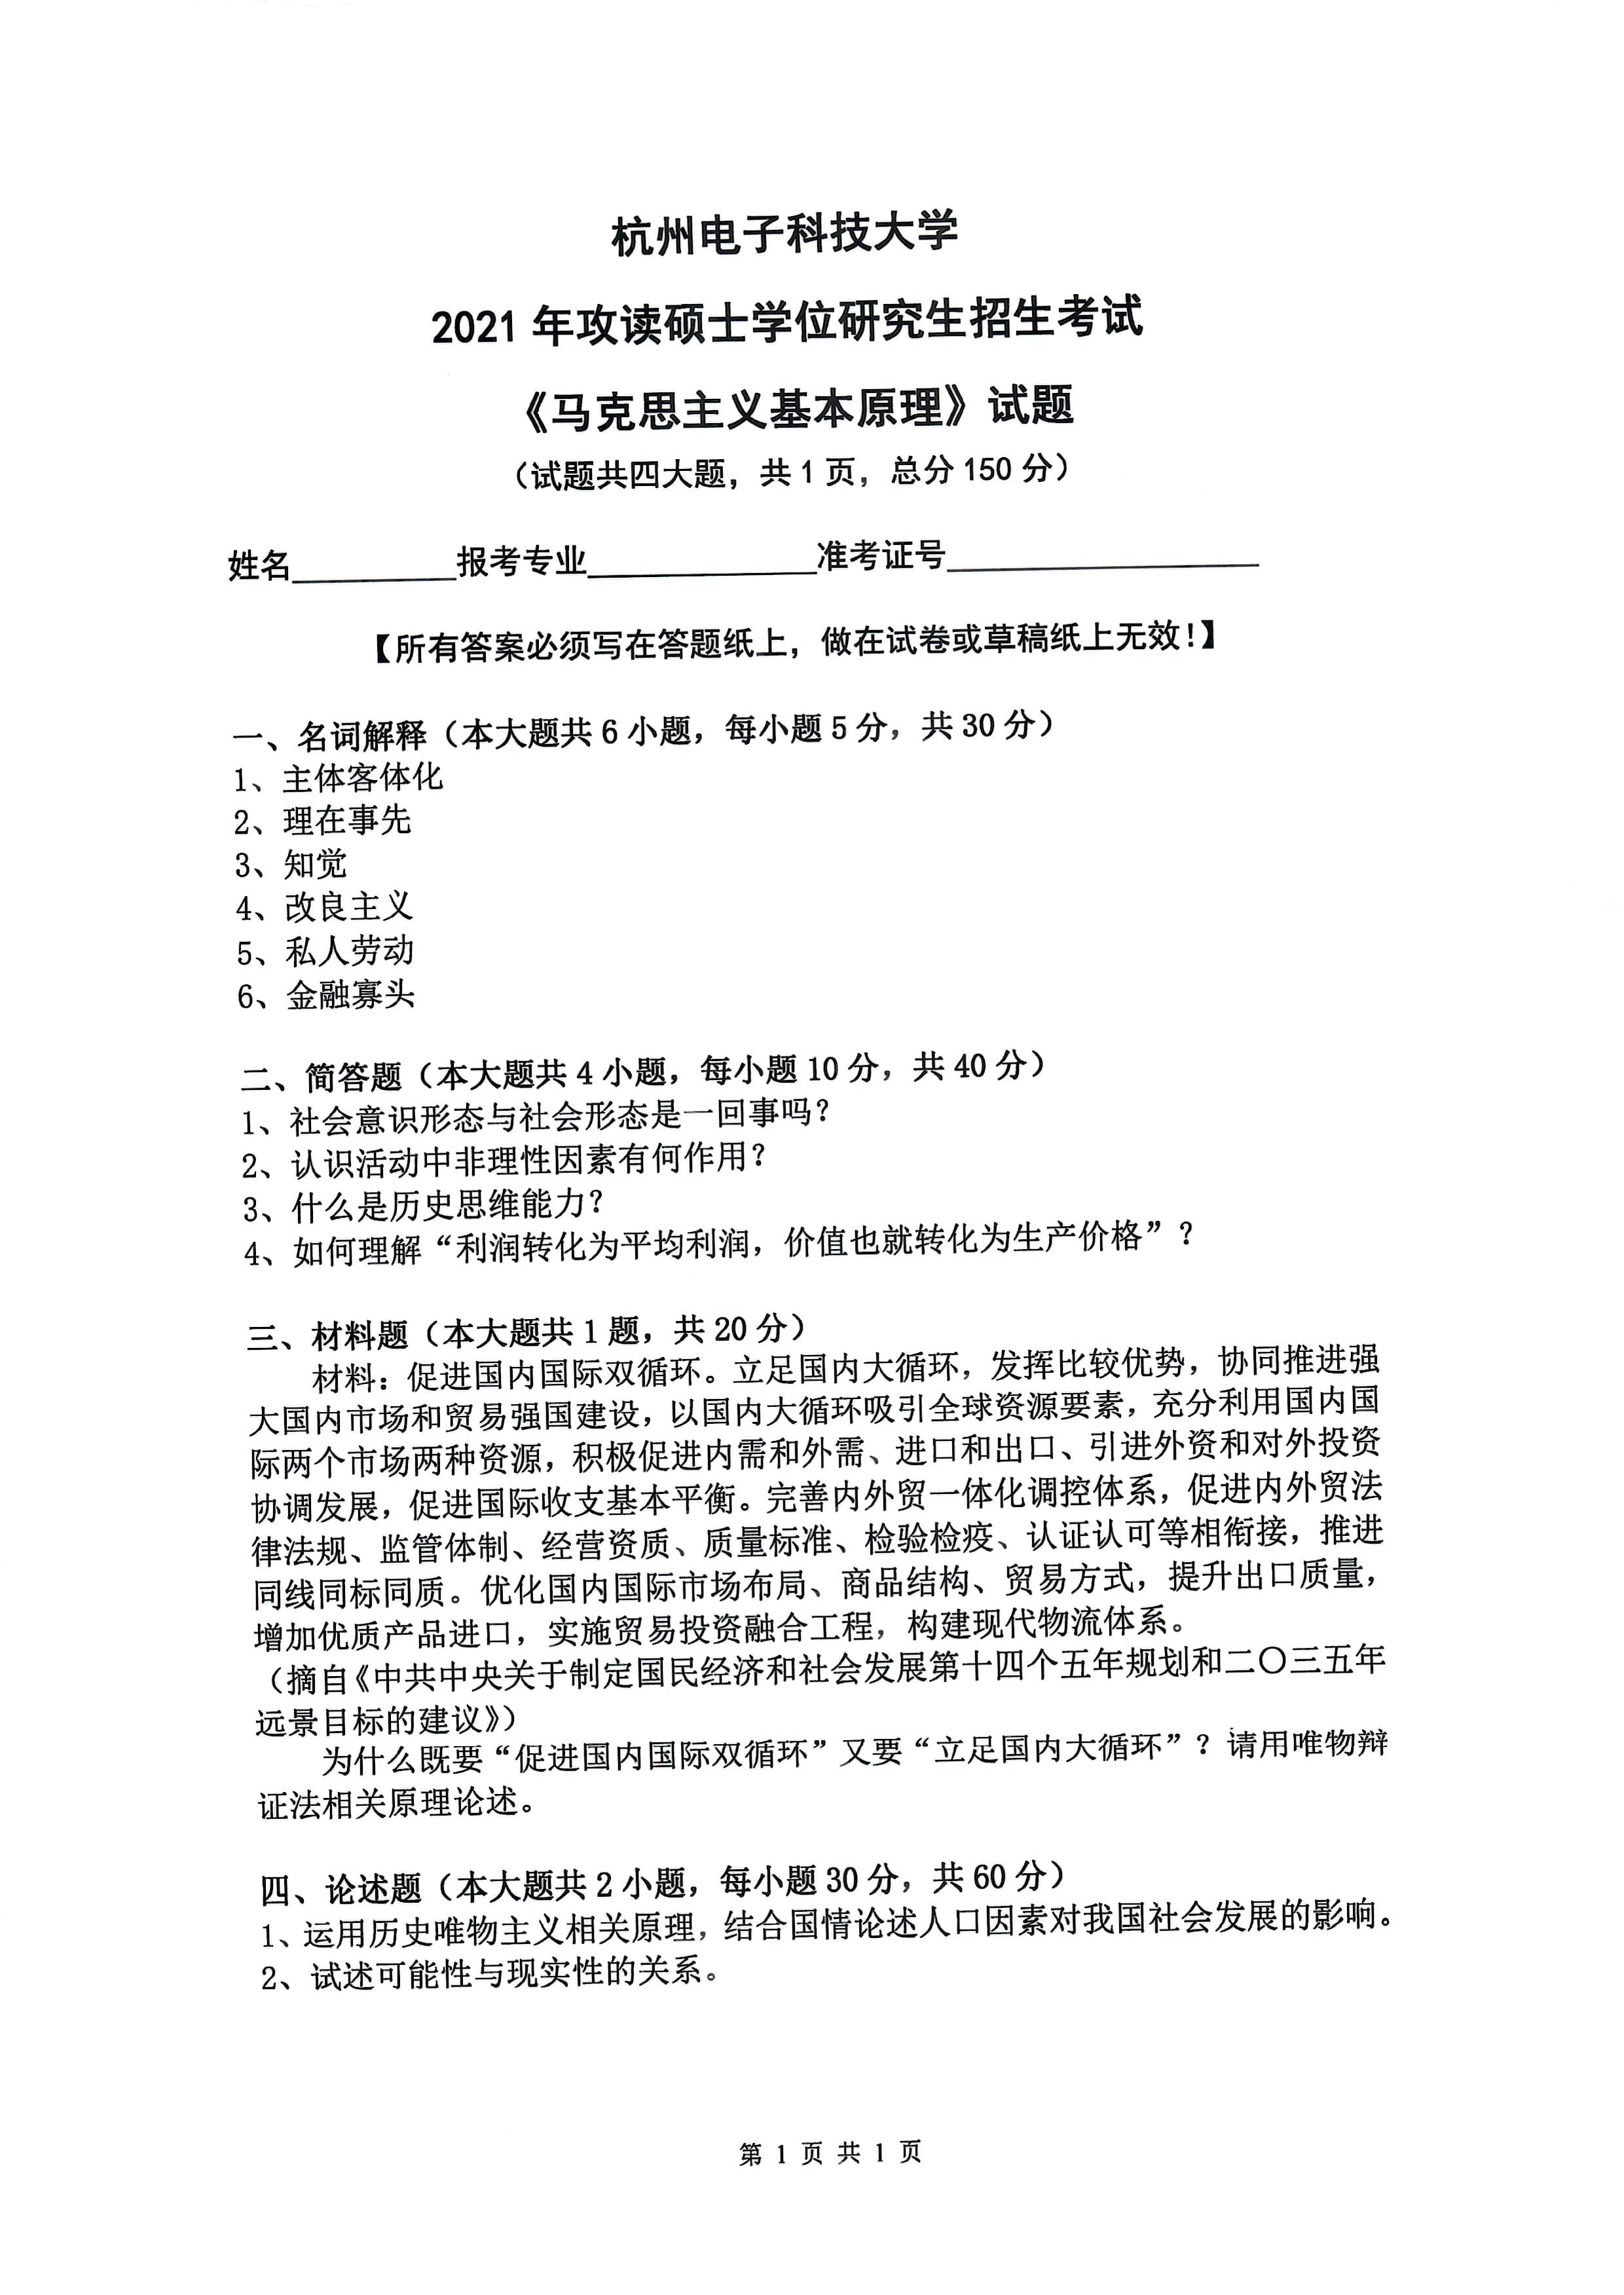 杭州电子科技大学
2021 年攻读硕士学位研究生招生考试
《马克思主义基本原理》试题
（试题共四大题，共 1 页，总分 150 分）
姓名__________报考专业______________准考证号___________________
【所有答案必须写在答题纸上，做在试卷或草稿纸上无效！】
一、名词解释（本大题共 6 小题，每小题 5 分，共 30 分）
1、主体客体化
2、理在事先
3、知觉
4、改良主义
5、私人劳动
6、金融寡头
二、简答题（本大题共 4 小题，每小题 10 分，共 40 分）
1、社会意识形态与社会形态是一回事吗？
2、认识活动中非理性因素有何作用？
3、什么是历史思维能力？
4、如何理解“利润转化为平均利润，价值也就转化为生产价格”？
三、材料题（本大题共 1 题，共 20 分）
材料：促进国内国际双循环。立足国内大循环，发挥比较优势，协同推进强
大国内市场和贸易强国建设，以国内大循环吸引全球资源要素，充分利用国内国
际两个市场两种资源，积极促进内需和外需、进口和出口、引进外资和对外投资
协调发展，促进国际收支基本平衡。完善内外贸一体化调控体系，促进内外贸法
律法规、监管体制、经营资质、质量标准、检验检疫、认证认可等相衔接，推进
同线同标同质。优化国内国际市场布局、商品结构、贸易方式，提升出口质量，
增加优质产品进口，实施贸易投资融合工程，构建现代物流体系。
（摘自《中共中央关于制定国民经济和社会发展第十四个五年规划和二〇三五年
远景目标的建议》）
为什么既要“促进国内国际双循环”又要“立足国内大循环”？请用唯物辩
证法相关原理论述。
四、论述题（本大题共 2 小题，每小题 30 分，共 60 分）
1、运用历史唯物主义相关原理，结合国情论述人口因素对我国社会发展的影响。
2、试述可能性与现实性的关系。
第 1 页 共 1 页